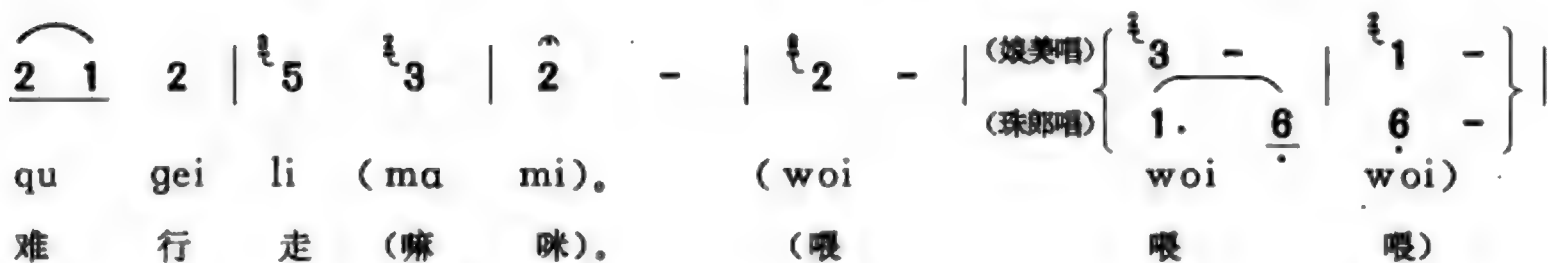 2 1 2 | 5 3 | 2 - | 2 - | (娘美唱) 3 - | 1 - |
(珠郎唱) 1. 6 6 -
qu gei li (ma mi)。 (woi woi woi)
难 行 走 (嘛 咪)。 (喂 喂 喂)